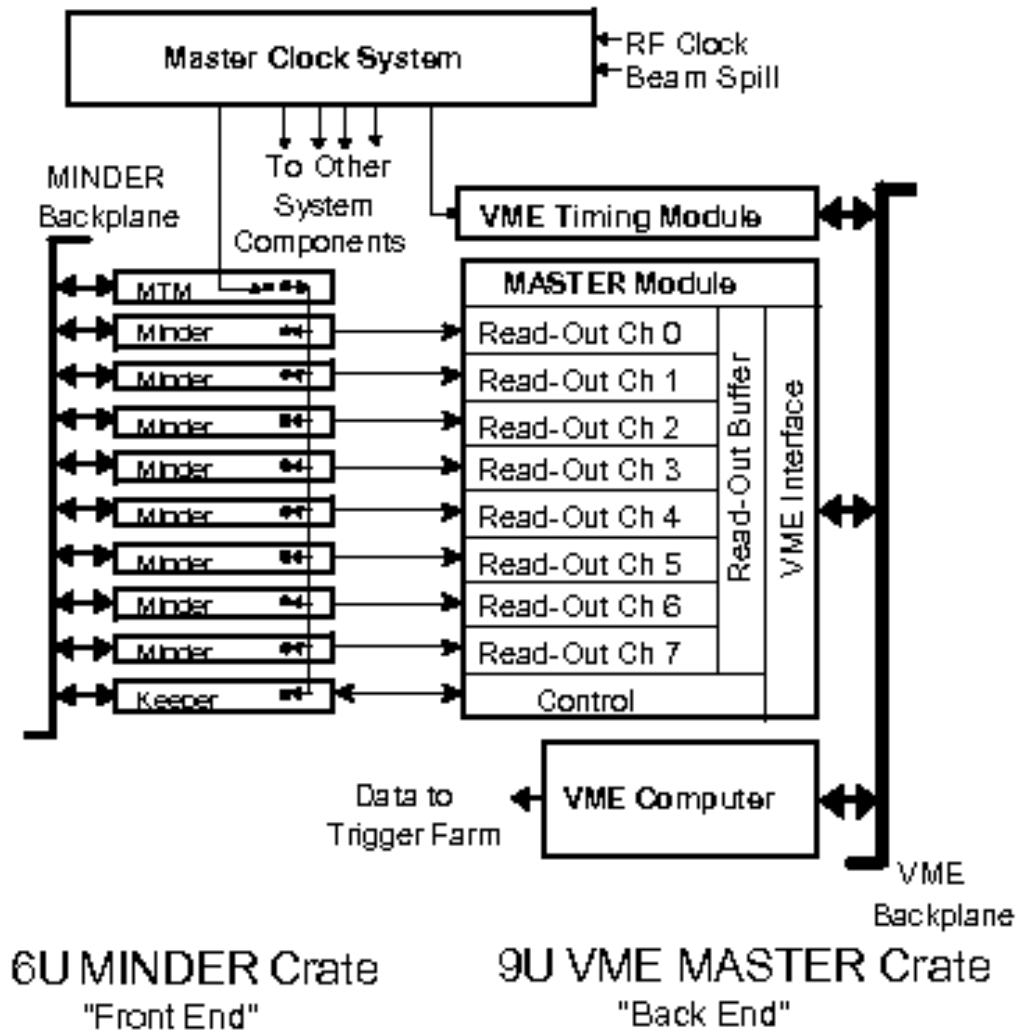 Master Clock System
RF Clock
Beam Spill
To Other
System
Components
MINDER
Backplane
VME Timing Module
MTM
Minder
Minder
Minder
Minder
Minder
Minder
Minder
Minder
Keeper
MASTER Module
Read-Out Ch 0
Read-Out Ch 1
Read-Out Ch 2
Read-Out Ch 3
Read-Out Ch 4
Read-Out Ch 5
Read-Out Ch 6
Read-Out Ch 7
Control
Read-Out Buffer
VME Interface
Data to
Trigger Farm
VME Computer
VME
Backplane
6U MINDER Crate
"Front End"
9U VME MASTER Crate
"Back End"